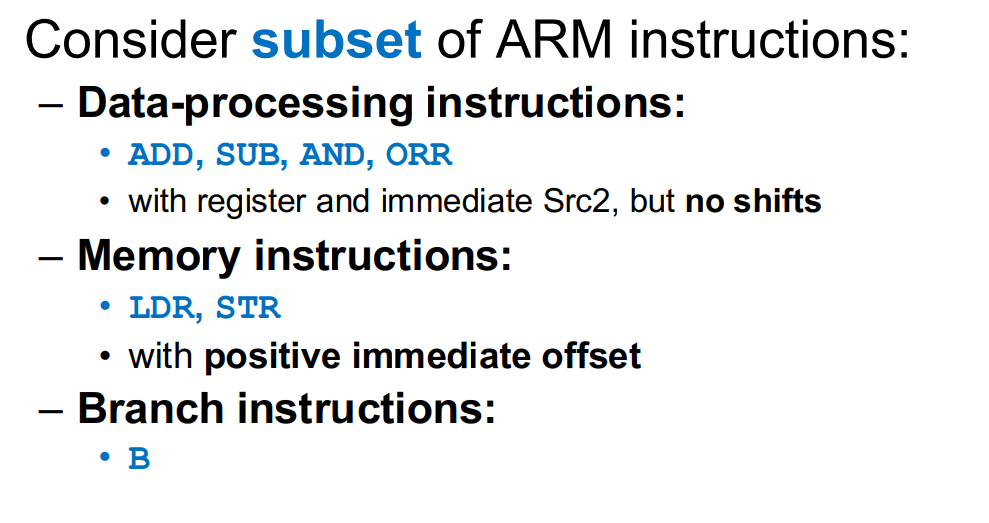 Consider subset of ARM instructions:
– Data-processing instructions:
• ADD, SUB, AND, ORR
• with register and immediate Src2, but no shifts
– Memory instructions:
• LDR, STR
• with positive immediate offset
– Branch instructions:
• B